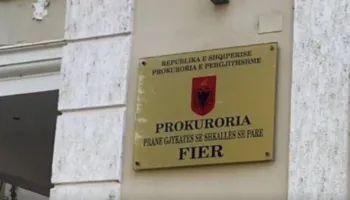 REPUBLIKA E SHQIPERISE
PROKURORIA E PERGJITHSHME
PROKURORIA
PRANE GJYKATES SE SHKALLES SE PARE
FIER